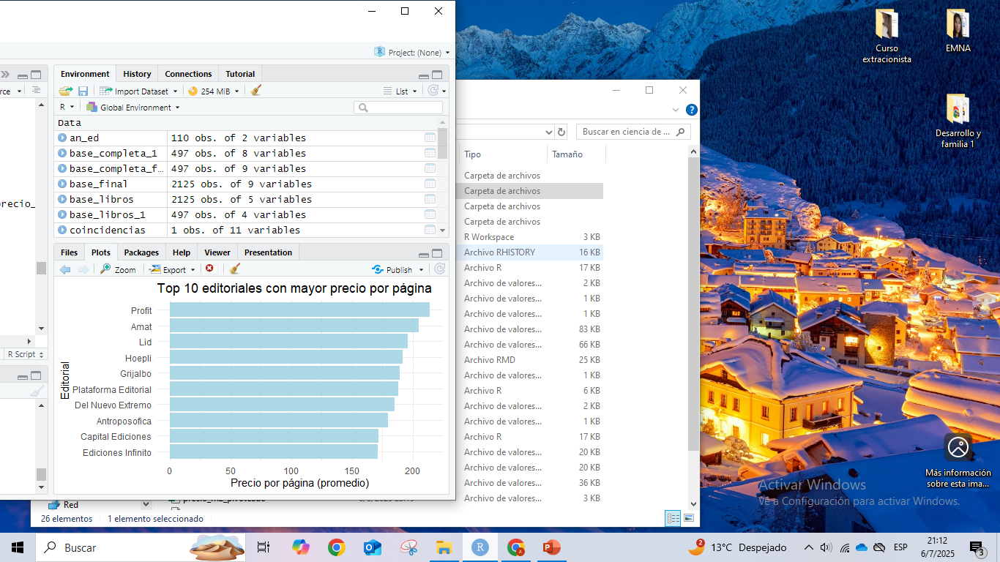 Project: (None)
rce
Environment History Connections Tutorial
Import Dataset 254 MiB List
R Global Environment
Data
an_ed 110 obs. of 2 variables
base_completa_1 497 obs. of 8 variables
base_completa_f… 497 obs. of 9 variables
base_final 2125 obs. of 9 variables
base_libros 2125 obs. of 5 variables
base_libros_1 497 obs. of 4 variables
coincidencias 1 obs. of 11 variables
precio_
Files Plots Packages Help Viewer Presentation
Zoom Export Publish
Top 10 editoriales con mayor precio por página
Editorial
Profit
Amat
Lid
Hoepli
Grijalbo
Plataforma Editorial
Del Nuevo Extremo
Antroposofica
Capital Ediciones
Ediciones Infinito
0 50 100 150 200
Precio por página (promedio)
R Script
Buscar en ciencia de ...
Tipo Tamaño
Carpeta de archivos
Carpeta de archivos
Carpeta de archivos
Carpeta de archivos
R Workspace 3 KB
Archivo RHISTORY 16 KB
Archivo R 17 KB
Archivo de valores... 2 KB
Archivo de valores... 1 KB
Archivo de valores... 1 KB
Archivo de valores... 83 KB
Archivo de valores... 66 KB
Archivo RMD 25 KB
Archivo de valores... 1 KB
Archivo R 6 KB
Archivo de valores... 2 KB
Archivo de valores... 1 KB
Archivo R 17 KB
Archivo de valores... 20 KB
Archivo de valores... 20 KB
Archivo de valores... 36 KB
Archivo de valores... 3 KB
Red
26 elementos 1 elemento seleccionado
Curso
extracionista
EMNA
Desarrollo y
familia 1
Más información
sobre esta ima...
Activar Windows
Ve a Configuración para activar Windows.
Buscar
2
13°C Despejado
ESP
21:12
6/7/2025
3